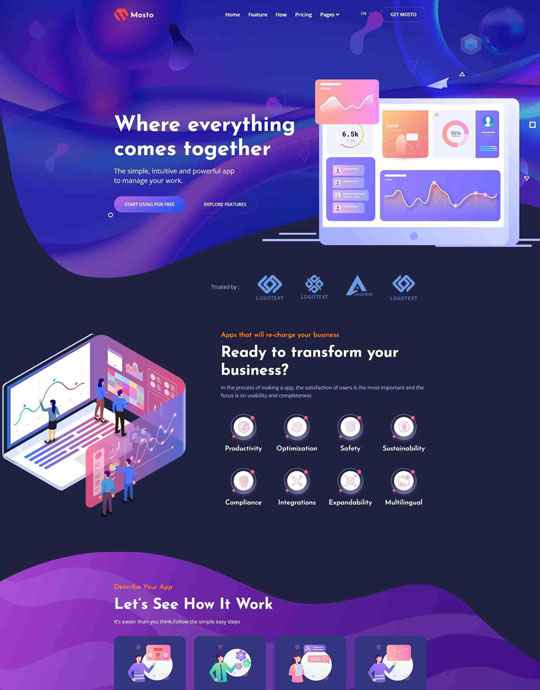 Mosto
Home Feature How Pricing Pages
EN
GET MOSTO
Where everything
comes together
The simple, intuitive and powerful app
to manage your work.
START USING FOR FREE
EXPLORE FEATURES
6.5k
Trusted by :
LOGOTEXT
LOGOTEXT
LOGOTEXT
Apps that will re-charge your business
Ready to transform your
business?
In the process of making a app, the satisfaction of users is the most important and the
focus is on usability and completeness
Productivity Optimization Safety Sustainability
Compliance Integrations Expandability Multilingual
Describe Your App
Let's See How It Work
It's easier than you think.Follow the simple easy steps